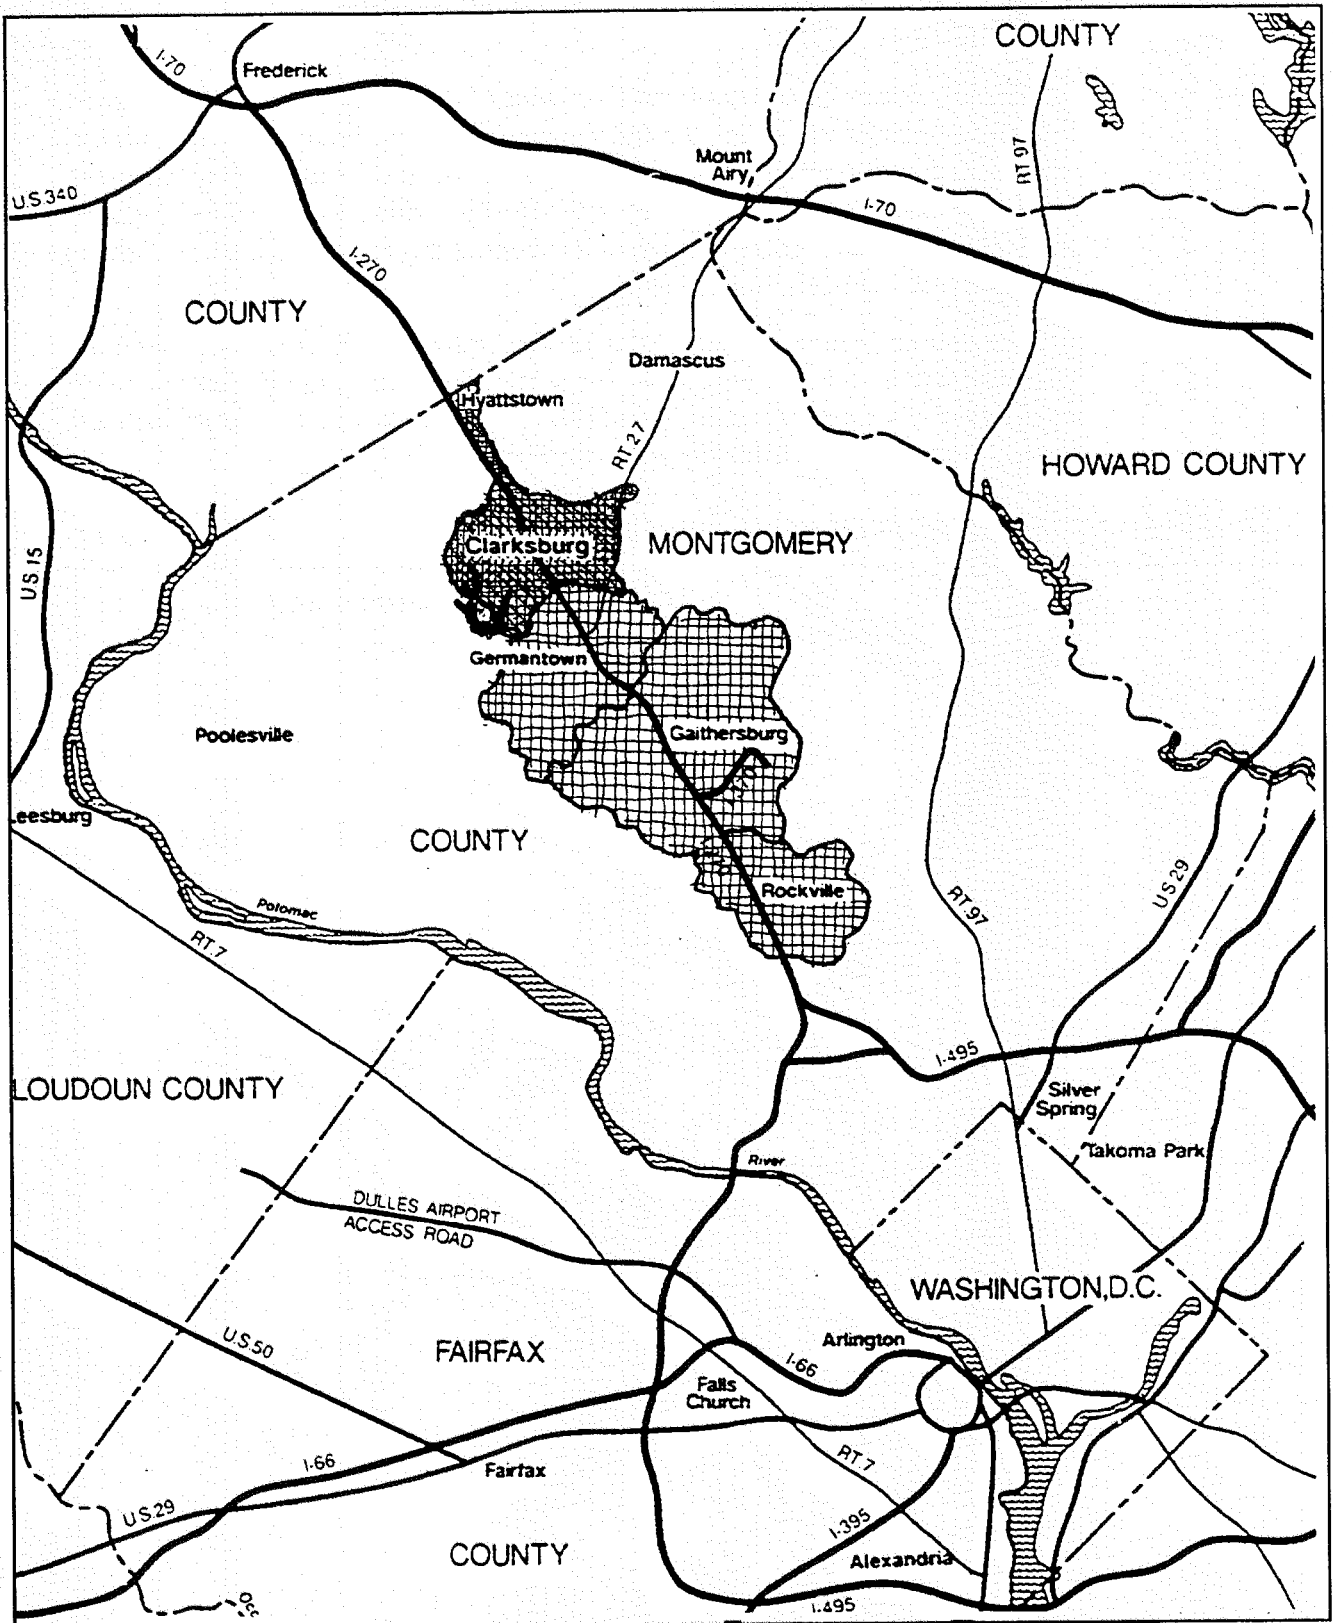 COUNTY
I-70
Frederick
RT 97
Mount
Airy
U.S.340
I-70
I-270
COUNTY
Damascus
Hyattstown
RT 27
HOWARD COUNTY
Clarksburg
MONTGOMERY
U.S.15
Germantown
Poolesville
Gaithersburg
Leesburg
COUNTY
Rockville
US 29
Potomac
RT.97
RT.7
I-495
LOUDOUN COUNTY
Silver
Spring
Takoma Park
River
DULLES AIRPORT
ACCESS ROAD
WASHINGTON,D.C.
U.S.50
FAIRFAX
Arlington
I-66
Falls
Church
I-66
Fairfax
RT.7
U.S.29
I-395
COUNTY
Alexandria
I-495